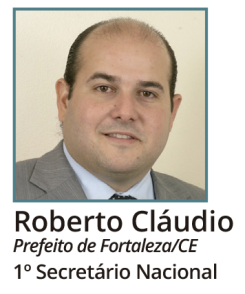 Roberto Cláudio
Prefeito de Fortaleza/CE
1º Secretário Nacional